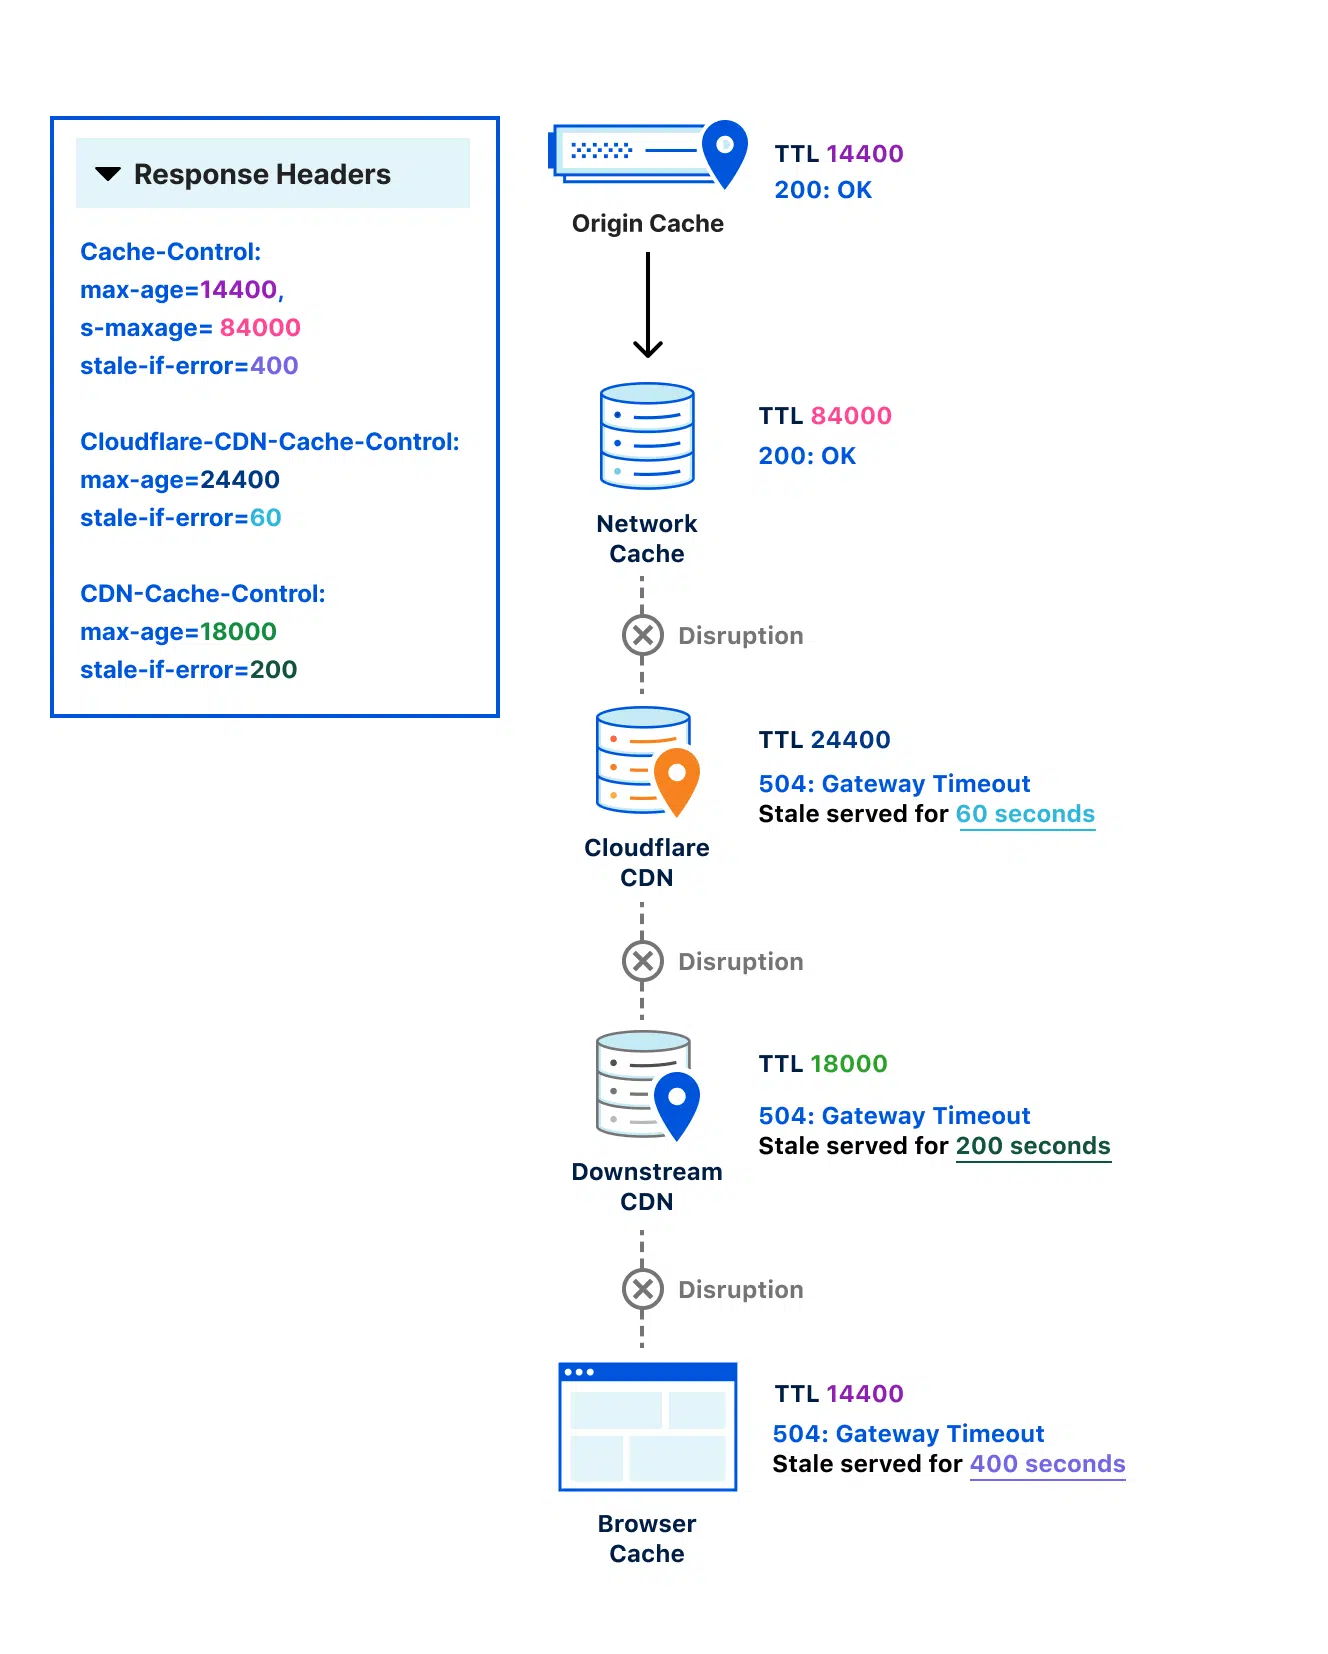 Response Headers
Cache-Control:
max-age=14400,
s-maxage= 84000
stale-if-error=400
Cloudflare-CDN-Cache-Control:
max-age=24400
stale-if-error=60
CDN-Cache-Control:
max-age=18000
stale-if-error=200
TTL 14400
200: OK
Origin Cache
TTL 84000
200: OK
Network
Cache
Disruption
TTL 24400
504: Gateway Timeout
Stale served for 60 seconds
Cloudflare
CDN
Disruption
TTL 18000
504: Gateway Timeout
Stale served for 200 seconds
Downstream
CDN
Disruption
TTL 14400
504: Gateway Timeout
Stale served for 400 seconds
Browser
Cache